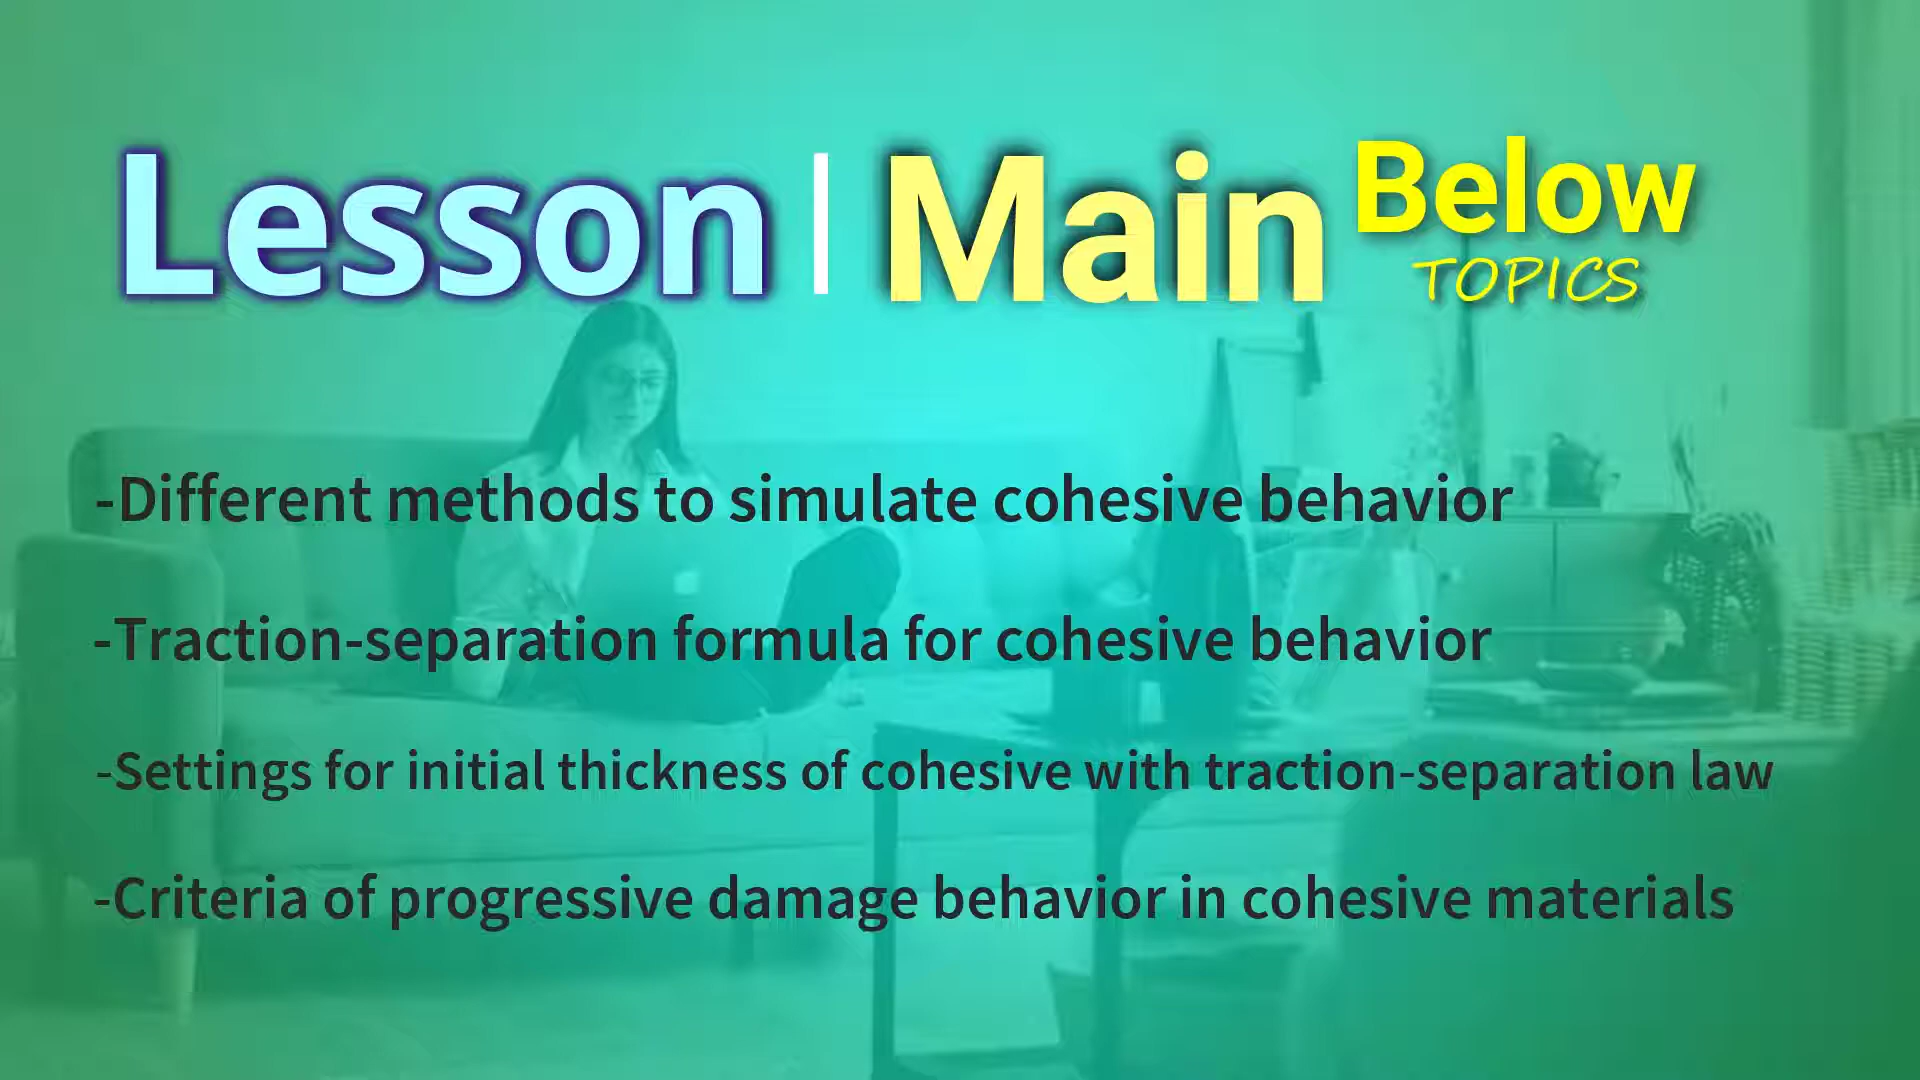 Lesson | Main Below
TOPICS
-Different methods to simulate cohesive behavior
-Traction-separation formula for cohesive behavior
-Settings for initial thickness of cohesive with traction-separation law
-Criteria of progressive damage behavior in cohesive materials